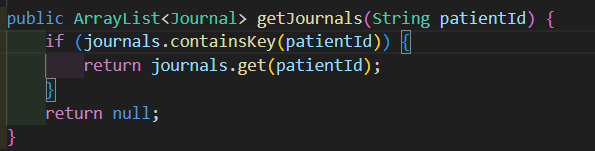 public ArrayList<Journal> getJournals(String patientId) {
    if (journals.containsKey(patientId)) {
        return journals.get(patientId);
    }
    return null;
}